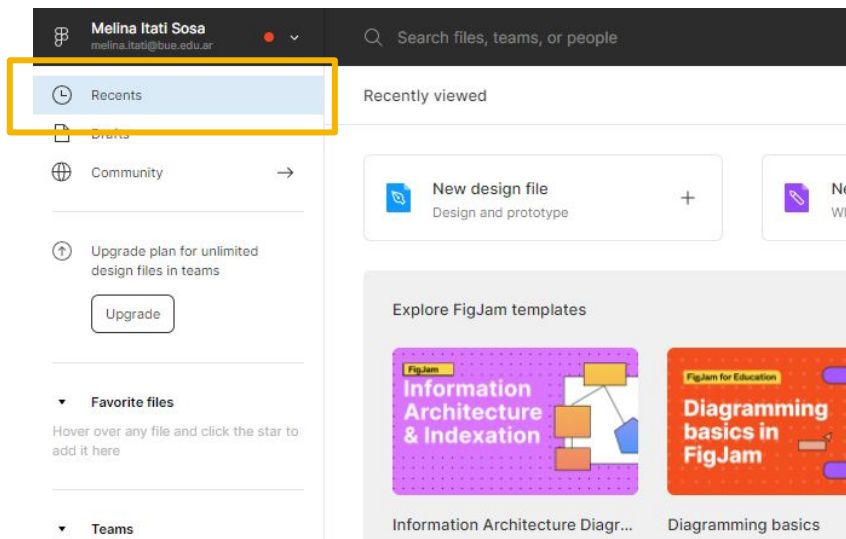 Melina Itati Sosa
melina.itati@bue.edu.ar
Search files, teams, or people
Recents
Drafts
Community
Upgrade plan for unlimited
design files in teams
Upgrade
Favorite files
Hover over any file and click the star to
add it here
Teams
Recently viewed
New design file
Design and prototype
Ne
Wh
Explore FigJam templates
FigJam
Information
Architecture
& Indexation
Information Architecture Diagr...
FigJam for Education
Diagramming
basics in
FigJam
Diagramming basics